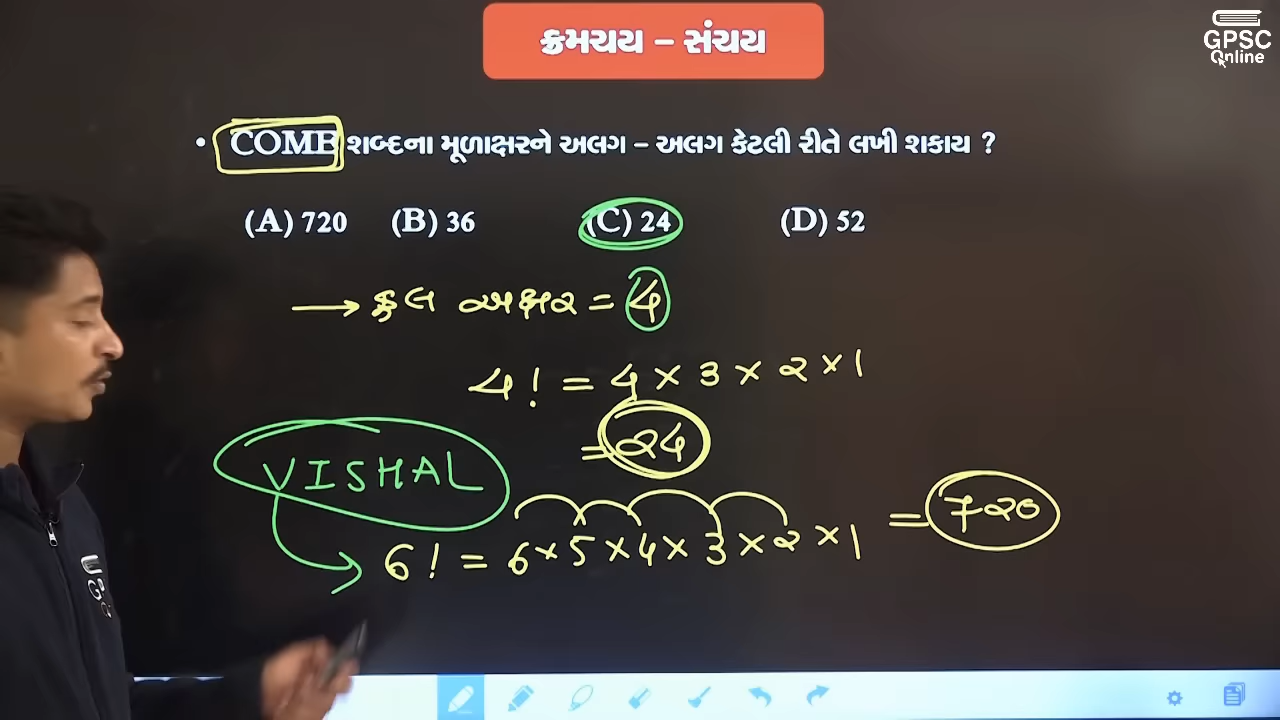 ક્રમચય – સંચય
GPSC
Online
• COME શબ્દના મૂળાક્ષરને અલગ – અલગ કેટલી રીતે લખી શકાય ?
(A) 720 (B) 36 (C) 24 (D) 52
→ કુલ અક્ષર = 4
4! = 4 × 3 × 2 × 1
= 24
VISHAL
6! = 6 × 5 × 4 × 3 × 2 × 1 = 720